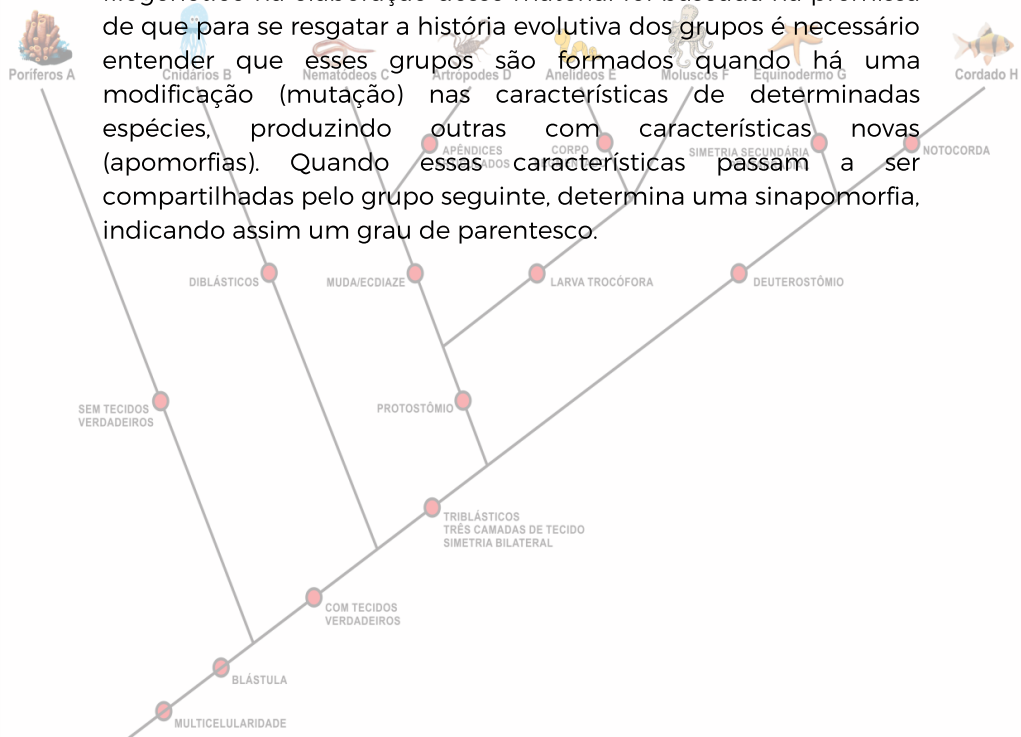 de que para se resgatar a história evolutiva dos grupos é necessário
entender que esses grupos são formados quando há uma
modificação (mutação) nas características de determinadas
espécies, produzindo outras com características novas
(apomorfias). Quando essas características passam a ser
compartilhadas pelo grupo seguinte, determina uma sinapomorfia,
indicando assim um grau de parentesco.
Poríferos A
Cnidários B
Nematódeos C
Artrópodes D
Anelídeos E
Moluscos F
Equinodermo G
Cordado H
APÊNDICES
CORPO
SIMETRIA SECUNDÁRIA
NOTOCORDA
DIBLÁSTICOS
MUDA/ECDIAZE
LARVA TROCÓFORA
DEUTEROSTÔMIO
SEM TECIDOS
VERDADEIROS
PROTOSTÔMIO
TRIBLÁSTICOS
TRÊS CAMADAS DE TECIDO
SIMETRIA BILATERAL
COM TECIDOS
VERDADEIROS
BLÁSTULA
MULTICELULARIDADE